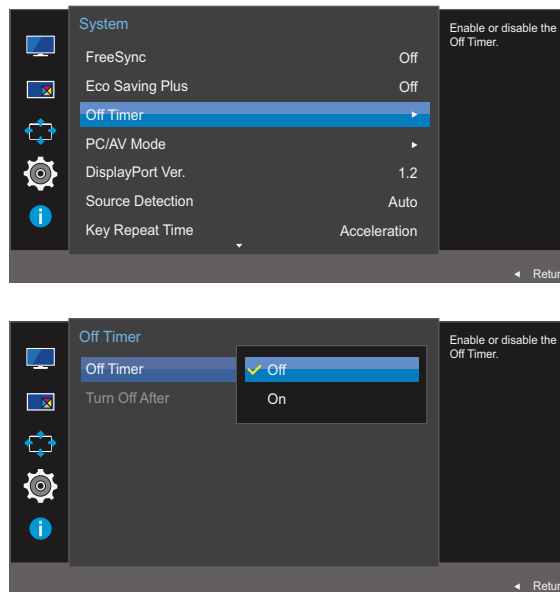 System
Enable or disable the
Off Timer.
FreeSync Off
Eco Saving Plus Off
Off Timer
PC/AV Mode
DisplayPort Ver. 1.2
Source Detection Auto
Key Repeat Time Acceleration
Off Timer
Enable or disable the
Off Timer.
Off Timer Off
Turn Off After On